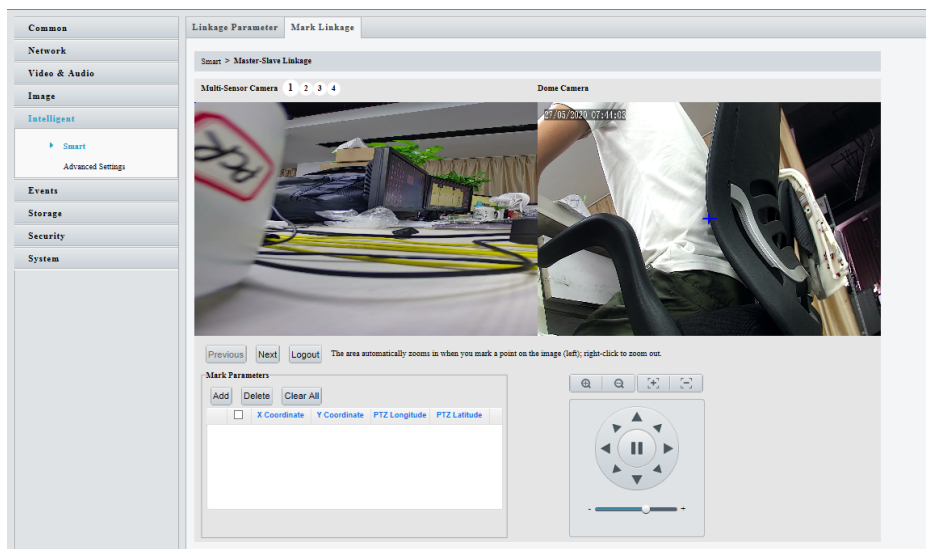 Common
Network
Video & Audio
Image
Intelligent
Smart
Advanced Settings
Events
Storage
Security
System
Linkage Parameter Mark Linkage
Smart > Master-Slave Linkage
Multi-Sensor Camera 1 2 3 4
Dome Camera
PCR
27/05/2020 07:44:03
Previous Next Logout The area automatically zooms in when you mark a point on the image (left); right-click to zoom out.
Mark Parameters
Add Delete Clear All
X Coordinate Y Coordinate PTZ Longitude PTZ Latitude
- +